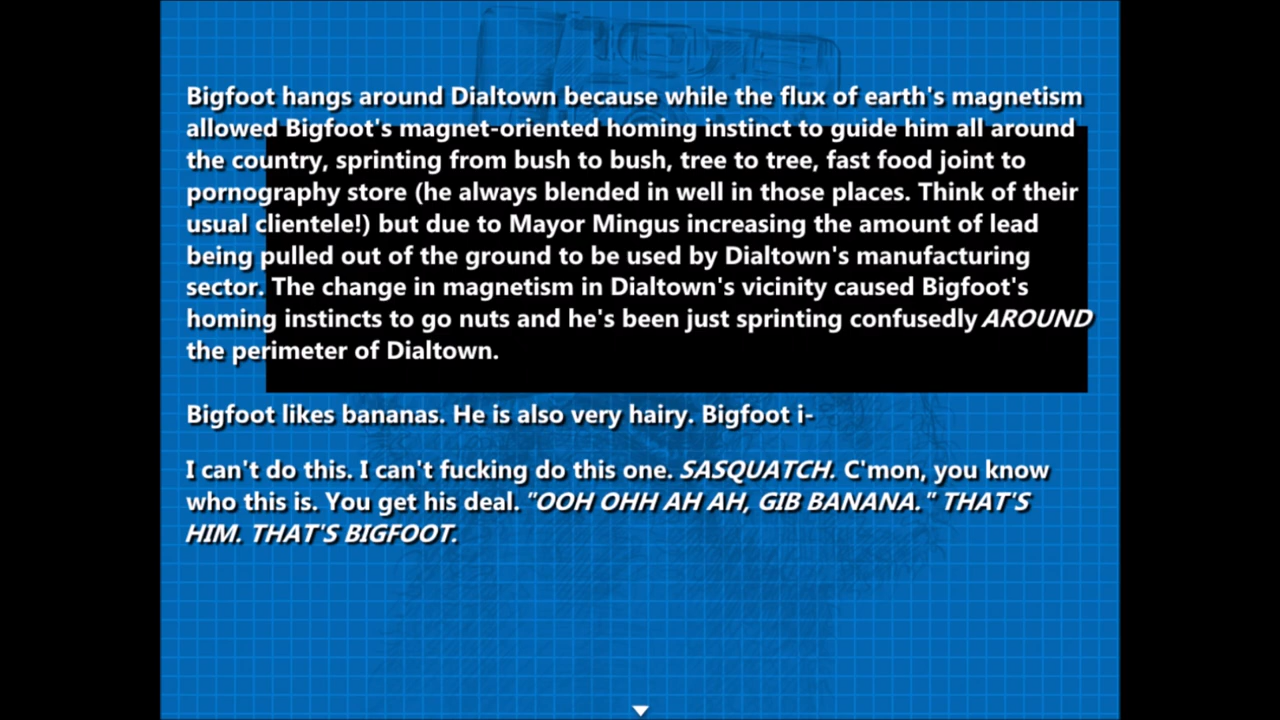 Bigfoot hangs around Dialtown because while the flux of earth's magnetism
allowed Bigfoot's magnet-oriented homing instinct to guide him all around
the country, sprinting from bush to bush, tree to tree, fast food joint to
pornography store (he always blended in well in those places. Think of their
usual clientele!) but due to Mayor Mingus increasing the amount of lead
being pulled out of the ground to be used by Dialtown's manufacturing
sector. The change in magnetism in Dialtown's vicinity caused Bigfoot's
homing instincts to go nuts and he's been just sprinting confusedly AROUND
the perimeter of Dialtown.
Bigfoot likes bananas. He is also very hairy. Bigfoot i-
I can't do this. I can't fucking do this one. SASQUATCH. C'mon, you know
who this is. You get his deal. "OOH OHH AH AH, GIB BANANA." THAT'S
HIM. THAT'S BIGFOOT.